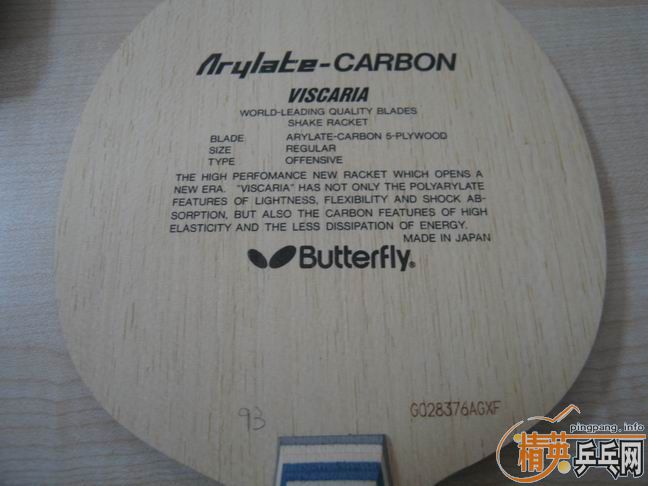 Arylate-CARBON
VISCARIA
WORLD-LEADING QUALITY BLADES
SHAKE RACKET
BLADE ARYLATE-CARBON 5-PLYWOOD
SIZE REGULAR
TYPE OFFENSIVE
THE HIGH PERFOMANCE NEW RACKET WHICH OPENS A
NEW ERA. "VISCARIA" HAS NOT ONLY THE POLYARYLATE
FEATURES OF LIGHTNESS, FLEXIBILITY AND SHOCK AB-
SORPTION, BUT ALSO THE CARBON FEATURES OF HIGH
ELASTICITY AND THE LESS DISSIPATION OF ENERGY.
MADE IN JAPAN
Butterfly®
93
G028376AGXF
pingpang.info
精英乒乓网